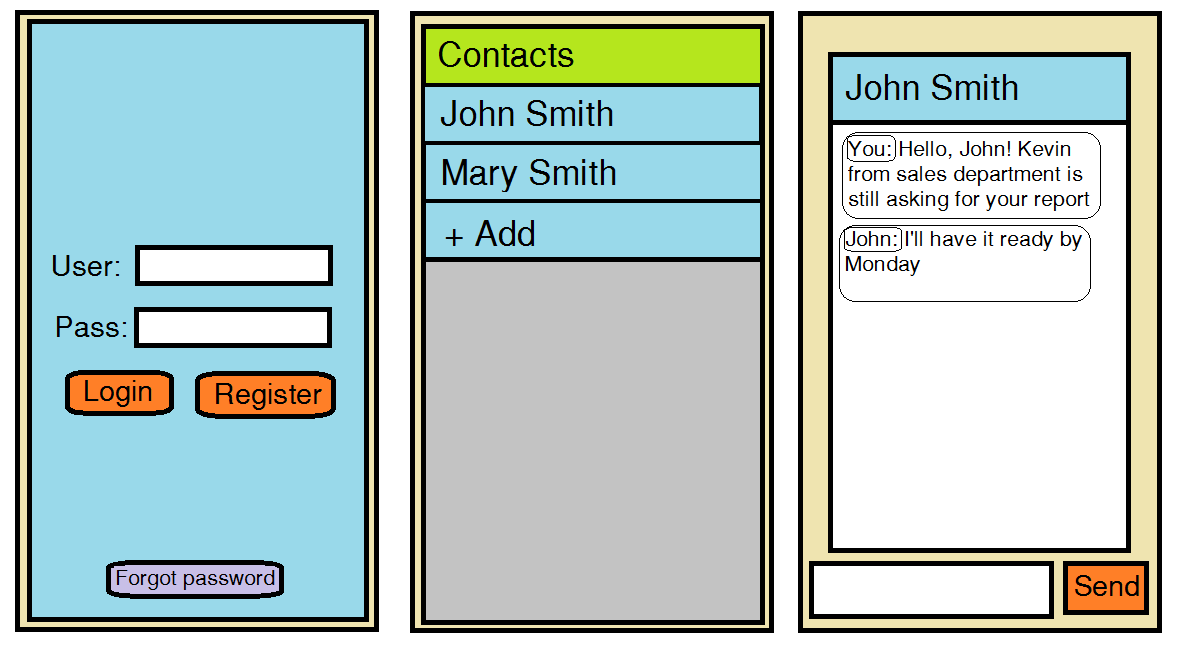 User:
Pass:
Login
Register
Forgot password
Contacts
John Smith
Mary Smith
+ Add
John Smith
You: Hello, John! Kevin
from sales department is
still asking for your report
John: I'll have it ready by
Monday
Send